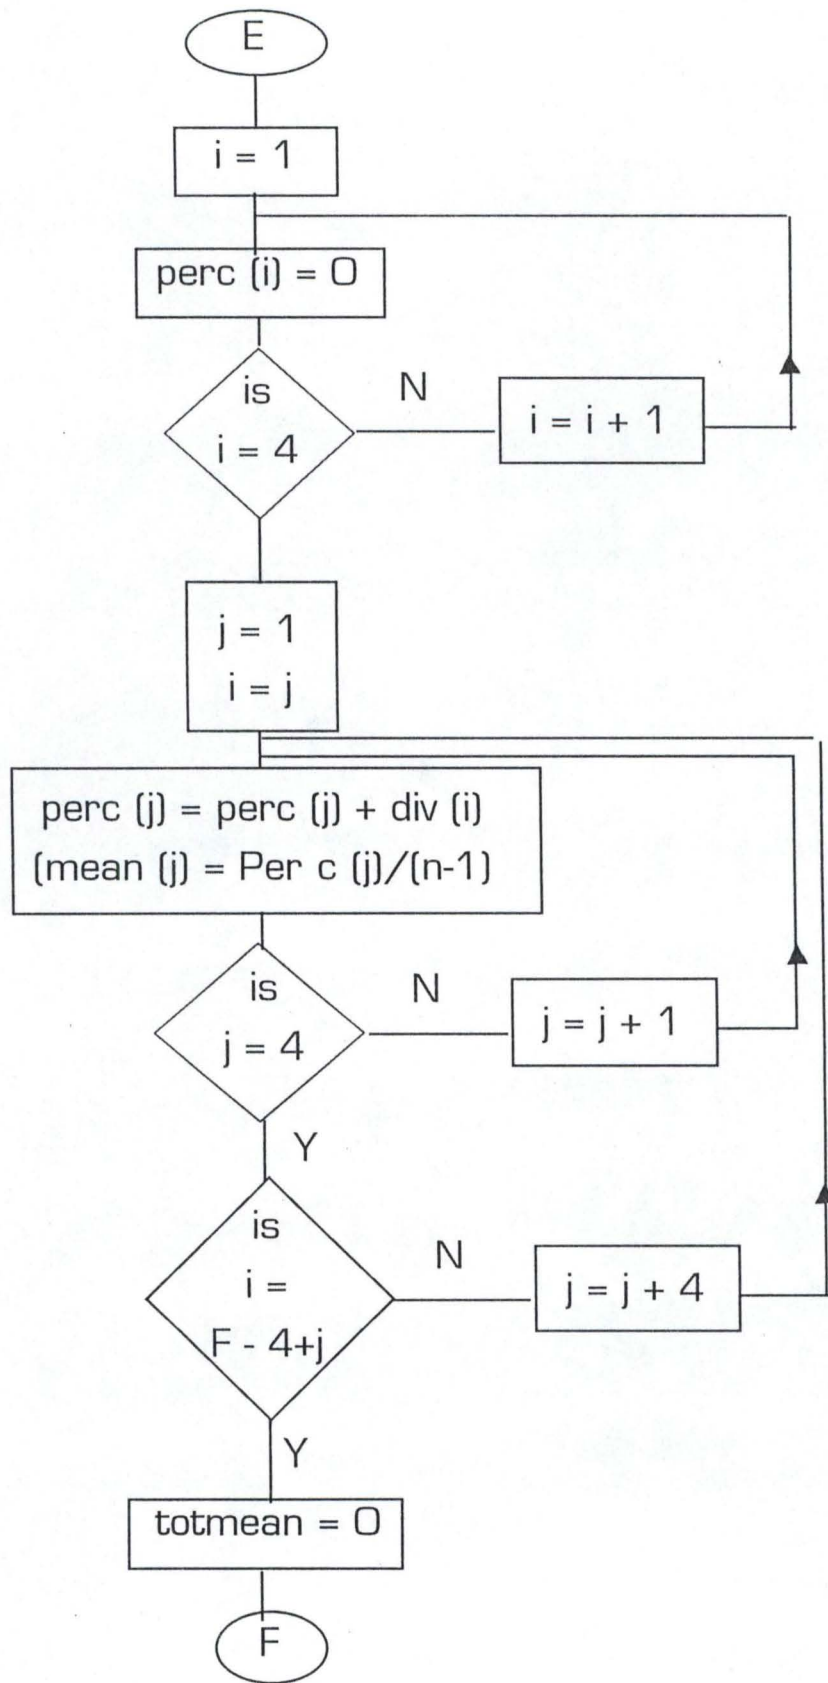 E
i = 1
perc (i) = 0
is
i = 4
N
i = i + 1
j = 1
i = j
perc (j) = perc (j) + div (i)
(mean (j) = Per c (j)/(n-1)
is
j = 4
N
j = j + 1
Y
is
i =
F - 4+j
N
j = j + 4
Y
totmean = 0
F